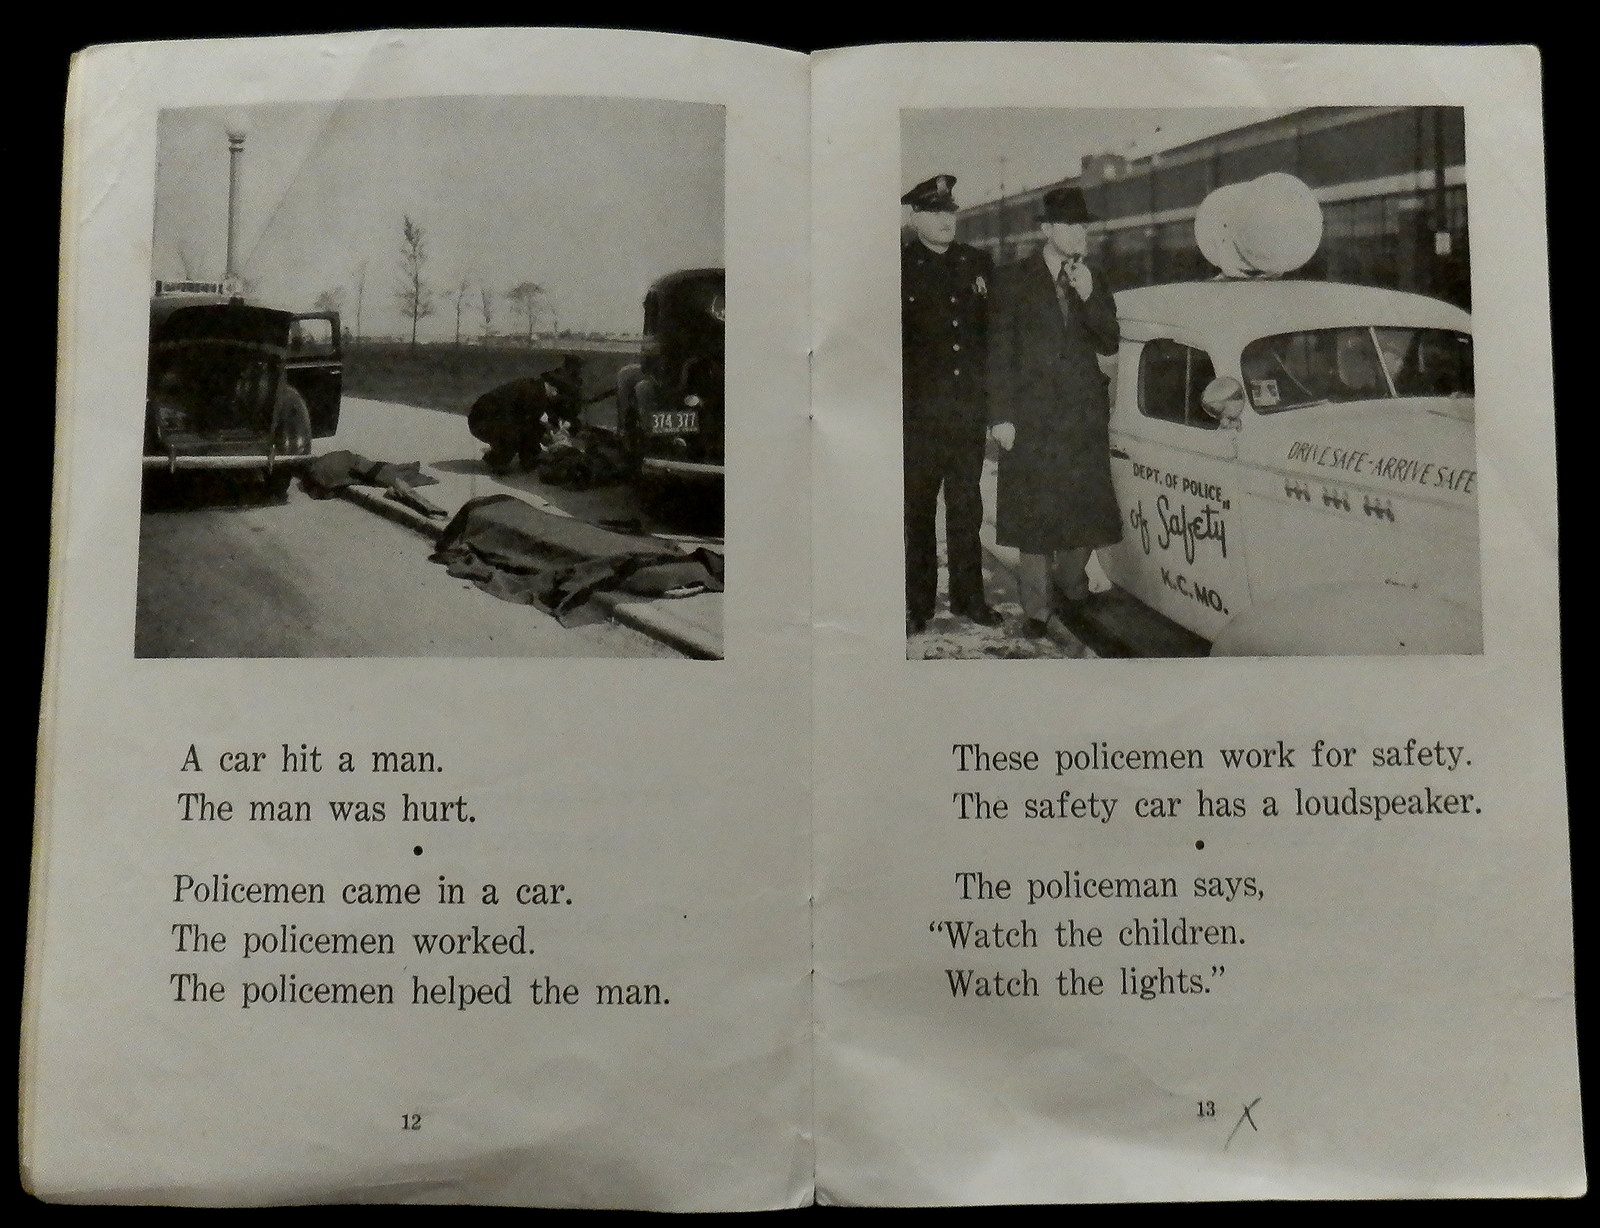 374 377
A car hit a man.
The man was hurt.
•
Policemen came in a car.
The policemen worked.
The policemen helped the man.
12
DRIVE SAFE-ARRIVE SAFE
DEPT. OF POLICE
of Safety"
K.C.MO.
These policemen work for safety.
The safety car has a loudspeaker.
•
The policeman says,
“Watch the children.
Watch the lights.”
13 X